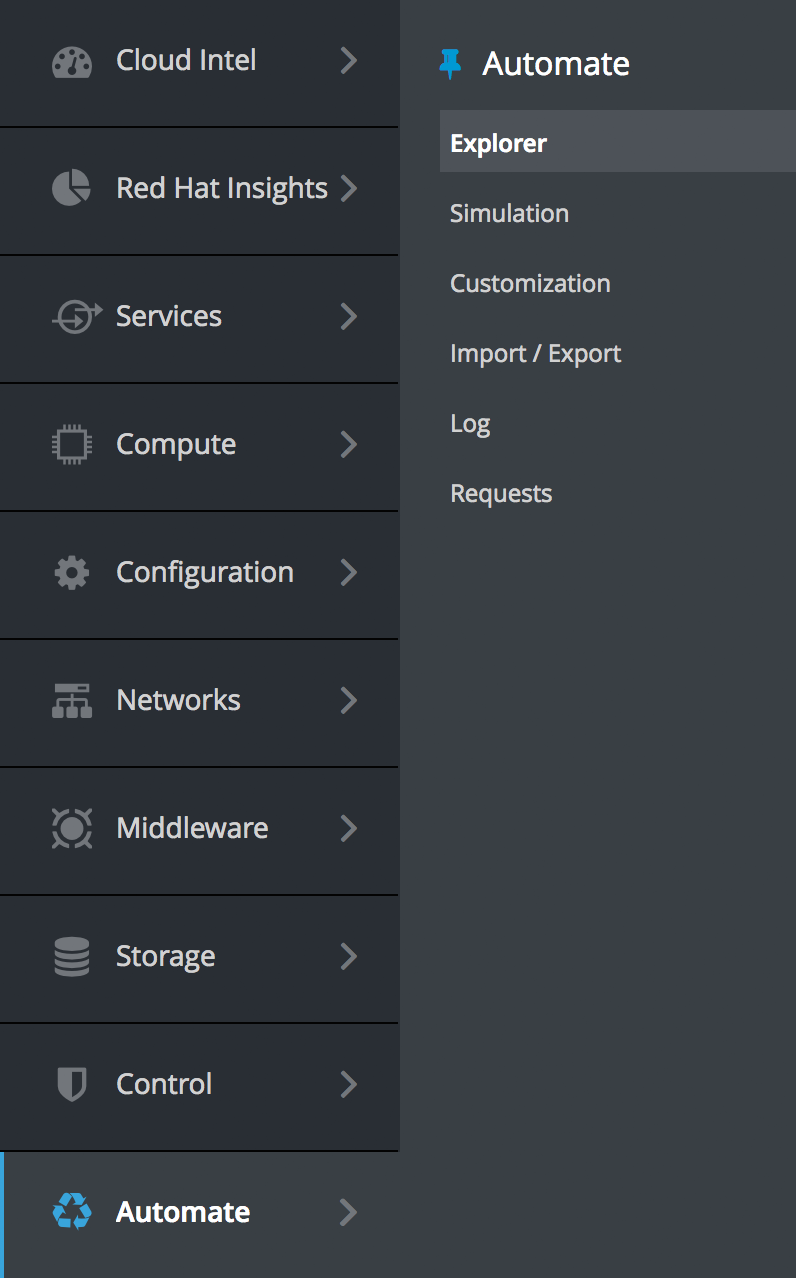 Cloud Intel
Red Hat Insights
Services
Compute
Configuration
Networks
Middleware
Storage
Control
Automate
Automate
Explorer
Simulation
Customization
Import / Export
Log
Requests